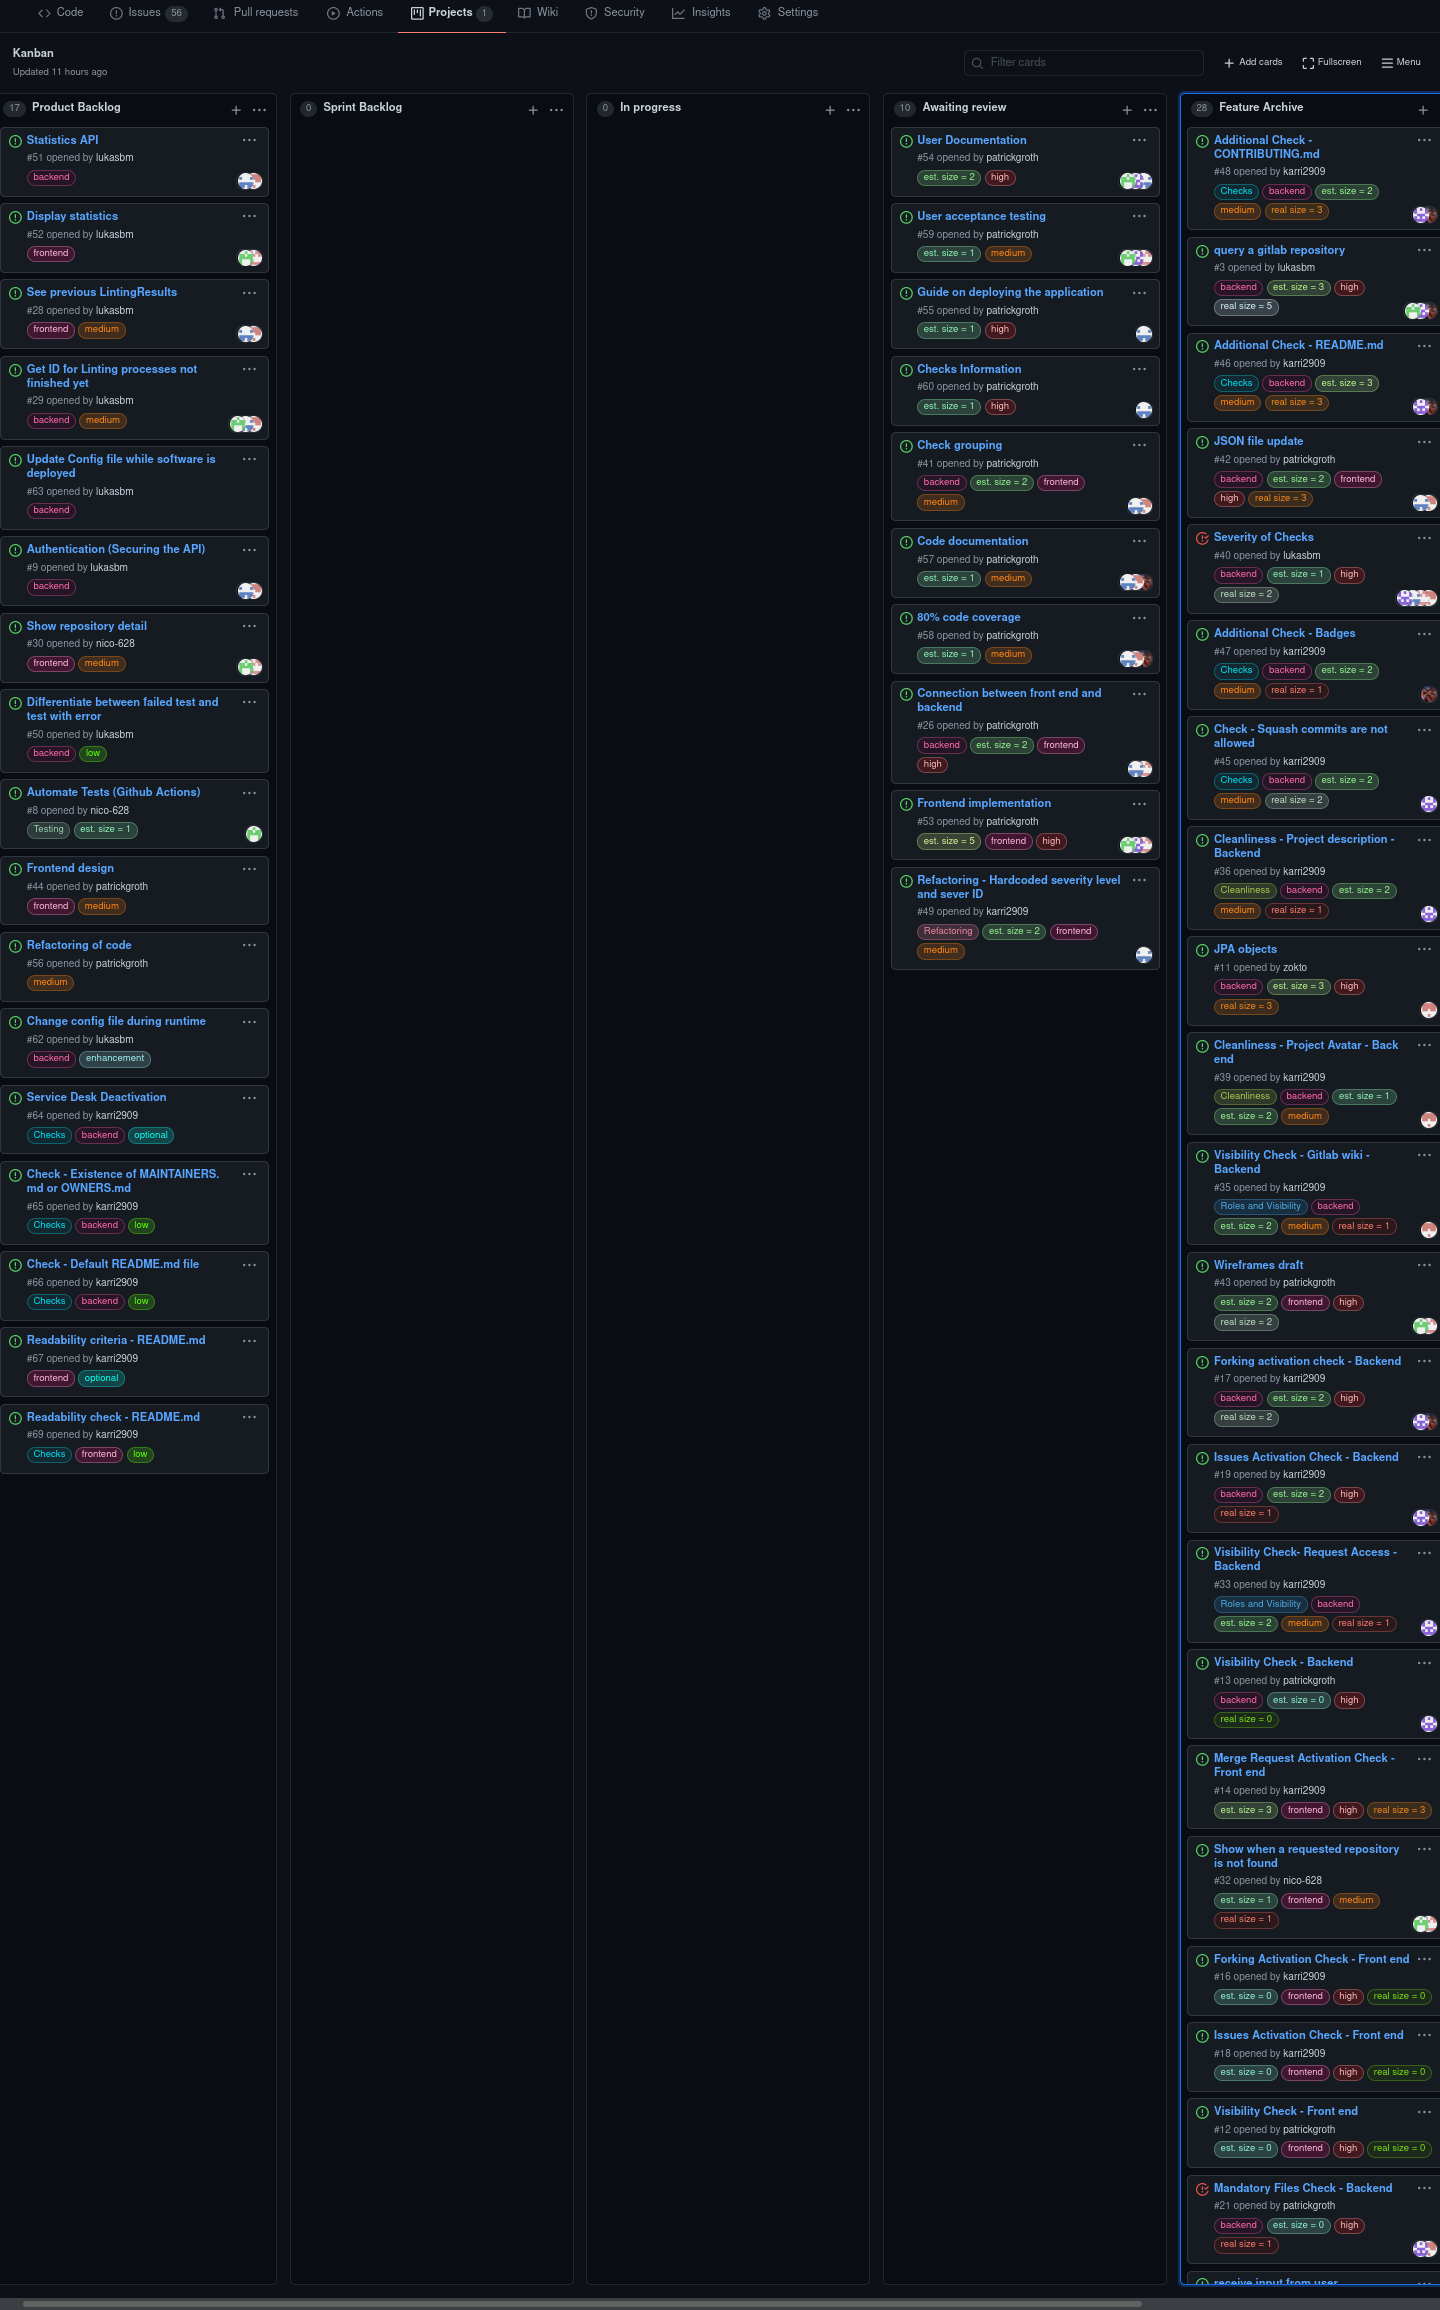 Code Issues 56 Pull requests Actions Projects 1 Wiki Security Insights Settings
Kanban
Updated 11 hours ago
Filter cards
Add cards Fullscreen Menu
17 Product Backlog
Statistics API
#51 opened by lukasbm
backend
Display statistics
#52 opened by lukasbm
frontend
See previous LintingResults
#28 opened by lukasbm
frontend medium
Get ID for Linting processes not
finished yet
#29 opened by lukasbm
backend medium
Update Config file while software is
deployed
#63 opened by lukasbm
backend
Authentication (Securing the API)
#9 opened by lukasbm
backend
Show repository detail
#30 opened by nico-628
frontend medium
Differentiate between failed test and
test with error
#50 opened by lukasbm
backend low
Automate Tests (Github Actions)
#8 opened by nico-628
Testing est. size = 1
Frontend design
#44 opened by patrickgroth
frontend medium
Refactoring of code
#56 opened by patrickgroth
medium
Change config file during runtime
#62 opened by lukasbm
backend enhancement
Service Desk Deactivation
#64 opened by karri2909
Checks backend optional
Check - Existence of MAINTAINERS.
md or OWNERS.md
#65 opened by karri2909
Checks backend low
Check - Default README.md file
#66 opened by karri2909
Checks backend low
Readability criteria - README.md
#67 opened by karri2909
frontend optional
Readability check - README.md
#69 opened by karri2909
Checks frontend low
0 Sprint Backlog
0 In progress
10 Awaiting review
User Documentation
#54 opened by patrickgroth
est. size = 2 high
User acceptance testing
#59 opened by patrickgroth
est. size = 1 medium
Guide on deploying the application
#55 opened by patrickgroth
est. size = 1 high
Checks Information
#60 opened by patrickgroth
est. size = 1 high
Check grouping
#41 opened by patrickgroth
backend est. size = 2 frontend
medium
Code documentation
#57 opened by patrickgroth
est. size = 1 medium
80% code coverage
#58 opened by patrickgroth
est. size = 1 medium
Connection between front end and
backend
#26 opened by patrickgroth
backend est. size = 2 frontend
high
Frontend implementation
#53 opened by patrickgroth
est. size = 5 frontend high
Refactoring - Hardcoded severity level
and sever ID
#49 opened by karri2909
Refactoring est. size = 2 frontend
medium
28 Feature Archive
Additional Check -
CONTRIBUTING.md
#48 opened by karri2909
Checks backend est. size = 2
medium real size = 3
query a gitlab repository
#3 opened by lukasbm
backend est. size = 3 high
real size = 5
Additional Check - README.md
#46 opened by karri2909
Checks backend est. size = 3
medium real size = 3
JSON file update
#42 opened by patrickgroth
backend est. size = 2 frontend
high real size = 3
Severity of Checks
#40 opened by lukasbm
backend est. size = 1 high
real size = 2
Additional Check - Badges
#47 opened by karri2909
Checks backend est. size = 2
medium real size = 1
Check - Squash commits are not
allowed
#45 opened by karri2909
Checks backend est. size = 2
medium real size = 2
Cleanliness - Project description -
Backend
#36 opened by karri2909
Cleanliness backend est. size = 2
medium real size = 1
JPA objects
#11 opened by zokto
backend est. size = 3 high
real size = 3
Cleanliness - Project Avatar - Back
end
#39 opened by karri2909
Cleanliness backend est. size = 1
est. size = 2 medium
Visibility Check - Gitlab wiki -
Backend
#35 opened by karri2909
Roles and Visibility backend
est. size = 2 medium real size = 1
Wireframes draft
#43 opened by patrickgroth
est. size = 2 frontend high
real size = 2
Forking activation check - Backend
#17 opened by karri2909
backend est. size = 2 high
real size = 2
Issues Activation Check - Backend
#19 opened by karri2909
backend est. size = 2 high
real size = 1
Visibility Check- Request Access -
Backend
#33 opened by karri2909
Roles and Visibility backend
est. size = 2 medium real size = 1
Visibility Check - Backend
#13 opened by patrickgroth
backend est. size = 0 high
real size = 0
Merge Request Activation Check -
Front end
#14 opened by karri2909
est. size = 3 frontend high real size = 3
Show when a requested repository
is not found
#32 opened by nico-628
est. size = 1 frontend medium
real size = 1
Forking Activation Check - Front end
#16 opened by karri2909
est. size = 0 frontend high real size = 0
Issues Activation Check - Front end
#18 opened by karri2909
est. size = 0 frontend high real size = 0
Visibility Check - Front end
#12 opened by patrickgroth
est. size = 0 frontend high real size = 0
Mandatory Files Check - Backend
#21 opened by patrickgroth
backend est. size = 0 high
real size = 1
receive input from user